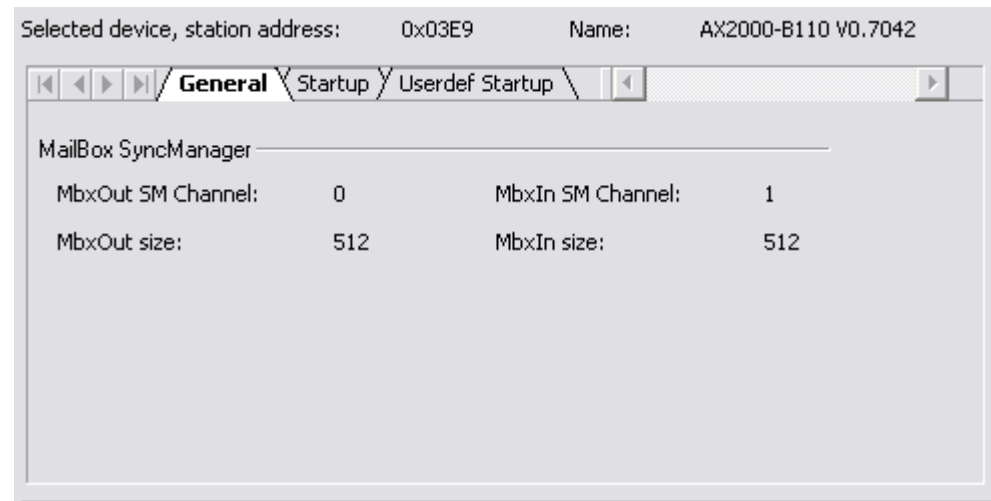 Selected device, station address: 0x03E9 Name: AX2000-B110 V0.7042
General Startup Userdef Startup
MailBox SyncManager
MbxOut SM Channel: 0 MbxIn SM Channel: 1
MbxOut size: 512 MbxIn size: 512